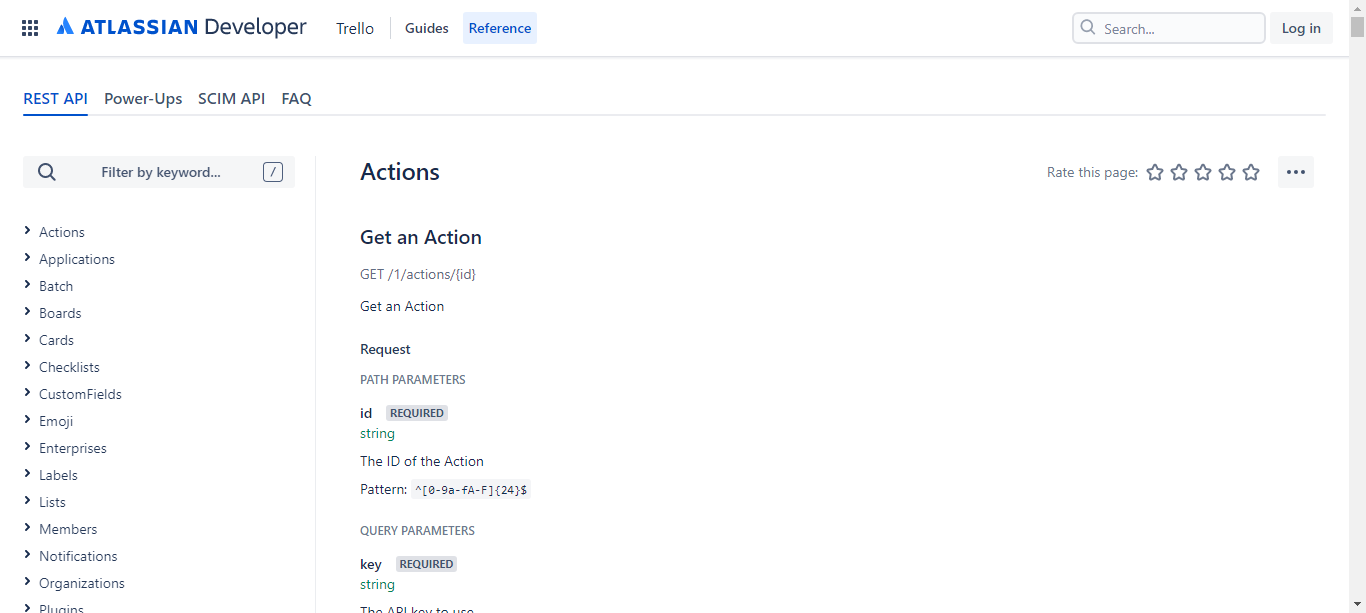 ATLASSIAN Developer
Trello
Guides
Reference
Search...
Log in
REST API
Power-Ups
SCIM API
FAQ
Filter by keyword...
/
Actions
Applications
Batch
Boards
Cards
Checklists
CustomFields
Emoji
Enterprises
Labels
Lists
Members
Notifications
Organizations
Plugins
Actions
Rate this page:
Get an Action
GET /1/actions/{id}
Get an Action
Request
PATH PARAMETERS
id REQUIRED
string
The ID of the Action
Pattern: ^[0-9a-fA-F]{24}$
QUERY PARAMETERS
key REQUIRED
string
The API key to use